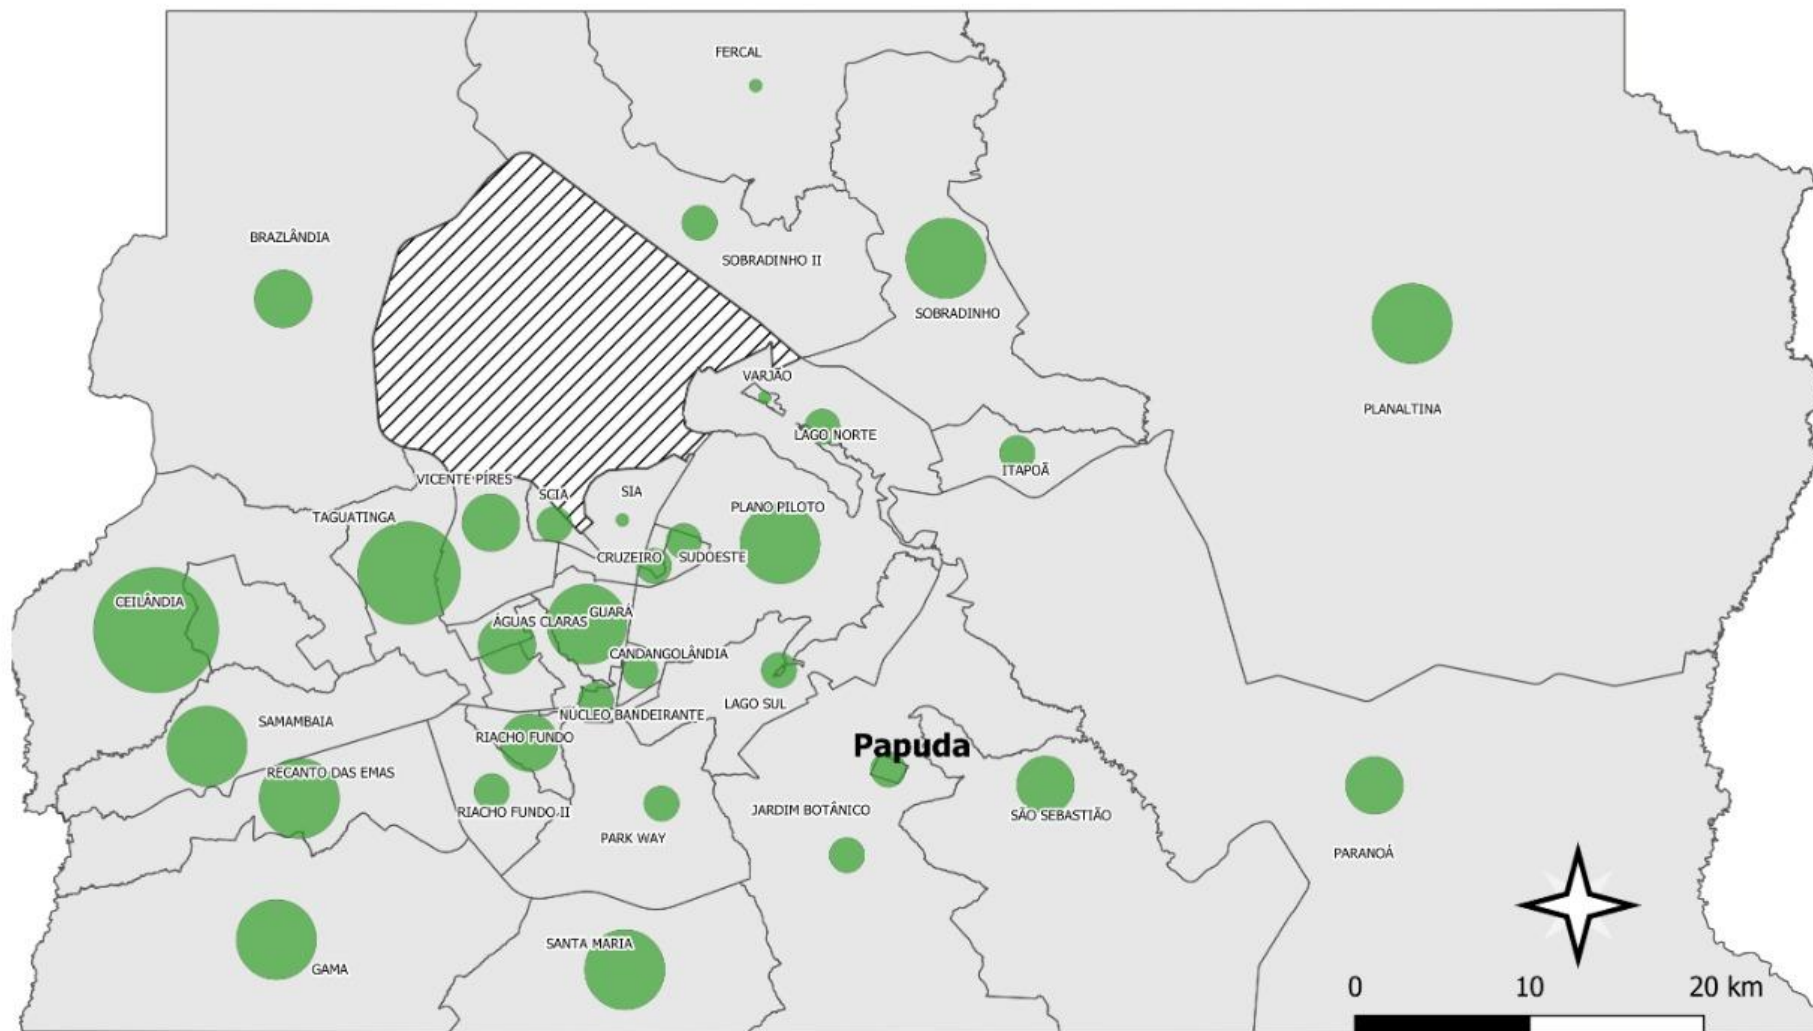 FERCAL
BRAZLÂNDIA
SOBRADINHO II
SOBRADINHO
VARJÃO
PLANALTINA
LAGO NORTE
ITAPOÃ
VICENTE PÍRES
SCIA
SIA
PLANO PILOTO
TAGUATINGA
CRUZEIRO
SUDOESTE
CEILÂNDIA
GUARÁ
ÁGUAS CLARAS
CANDANGOLÂNDIA
LAGO SUL
NÚCLEO BANDEIRANTE
SAMAMBAIA
RIACHO FUNDO
Papuda
RECANTO DAS EMAS
RIACHO FUNDO II
JARDIM BOTÂNICO
SÃO SEBASTIÃO
PARK WAY
PARANOÁ
SANTA MARIA
GAMA
0 10 20 km